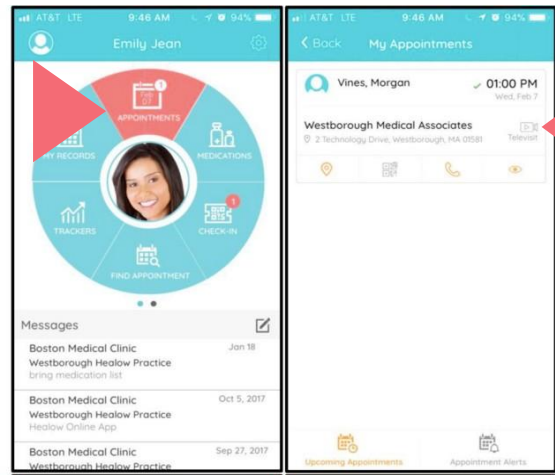 AT&T LTE 9:46 AM 94%
Emily Jean
1
Feb
07
APPOINTMENTS
MY RECORDS
MEDICATIONS
TRACKERS
1
CHECK-IN
FIND APPOINTMENT
Messages
Boston Medical Clinic Jan 18
Westborough Healow Practice
bring medication list
Boston Medical Clinic Oct 5, 2017
Westborough Healow Practice
Healow Online App
Boston Medical Clinic Sep 27, 2017
Westborough Healow Practice
AT&T LTE 9:46 AM 94%
Back My Appointments
Vines, Morgan 01:00 PM
Wed, Feb 7
Westborough Medical Associates
2 Technology Drive, Westborough, MA 01581 Televisit
Upcoming Appointments Appointment Alerts